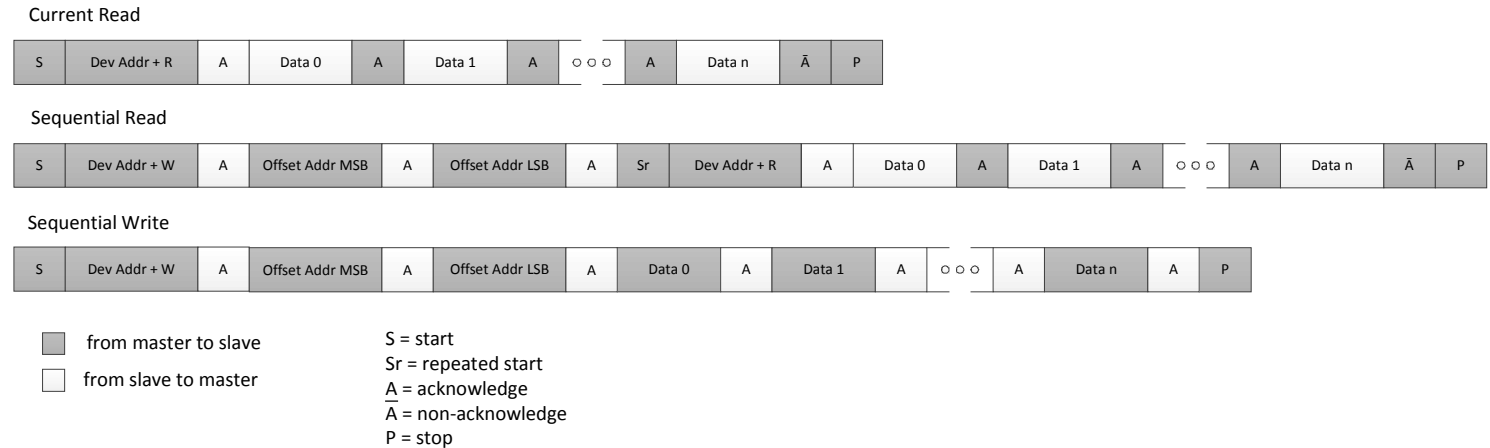 Current Read
S Dev Addr + R A Data 0 A Data 1 A A Data n Ā P
Sequential Read
S Dev Addr + W A Offset Addr MSB A Offset Addr LSB A Sr Dev Addr + R A Data 0 A Data 1 A A Data n Ā P
Sequential Write
S Dev Addr + W A Offset Addr MSB A Offset Addr LSB A Data 0 A Data 1 A A Data n A P
from master to slave
from slave to master
S = start
Sr = repeated start
A = acknowledge
Ā = non-acknowledge
P = stop